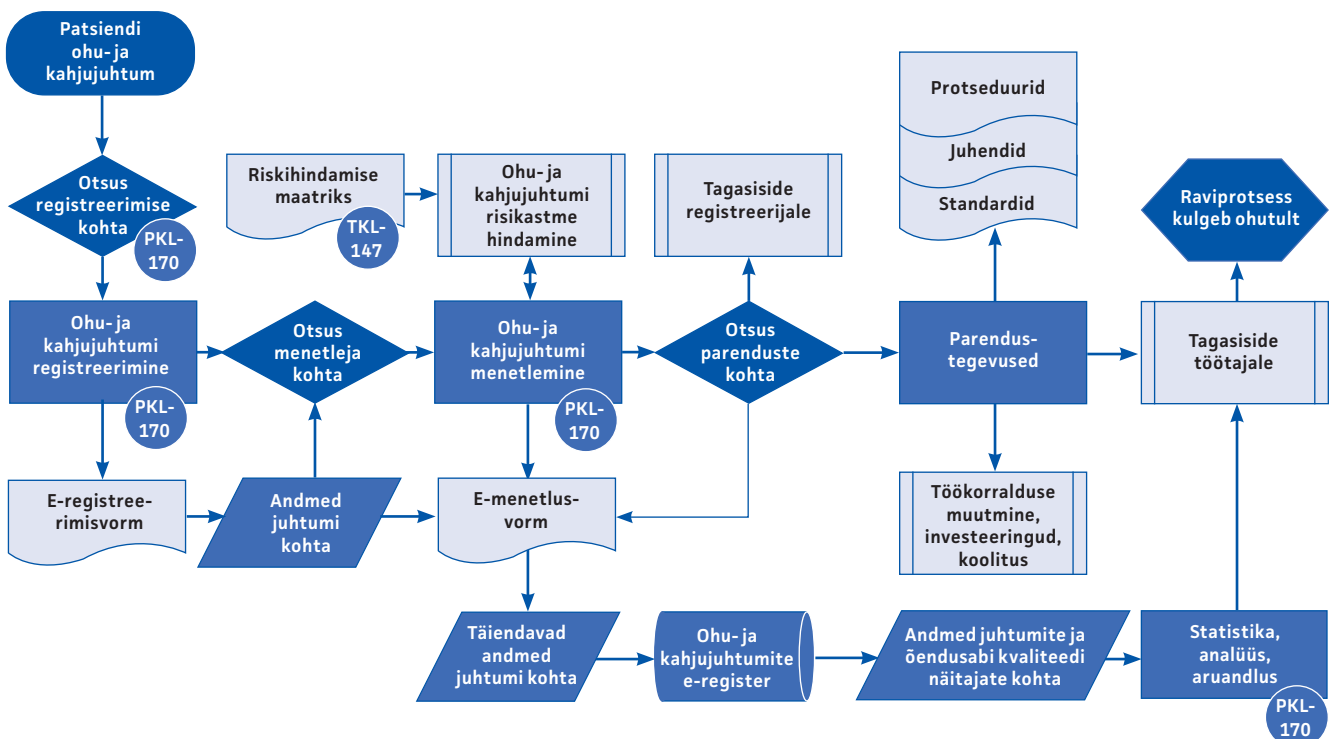 Patsiendi
ohu- ja
kahjujuhtum
Otsus
registreerimise
kohta
PKL-
170
Riskihindamise
maatriks
TKL-
147
Ohu- ja
kahjujuhtumi
risikastme
hindamine
Tagasiside
registreerijale
Protseduurid
Juhendid
Standardid
Raviprotsess
kulgeb ohutult
Ohu- ja
kahjujuhtumi
registreerimine
PKL-
170
Otsus
menetleja
kohta
Ohu- ja
kahjujuhtumi
menetlemine
PKL-
170
Otsus
parenduste
kohta
Parendus-
tegevused
Tagasiside
töötajale
E-registree-
rimisvorm
Andmed
juhtumi
kohta
E-menetlus-
vorm
Töökorralduse
muutmine,
investeeringud,
koolitus
Täiendavad
andmed
juhtumi kohta
Ohu- ja
kahjujuhtumite
e-register
Andmed juhtumite ja
õendusabi kvaliteedi
näitajate kohta
Statistika,
analüüs,
aruandlus
PKL-
170